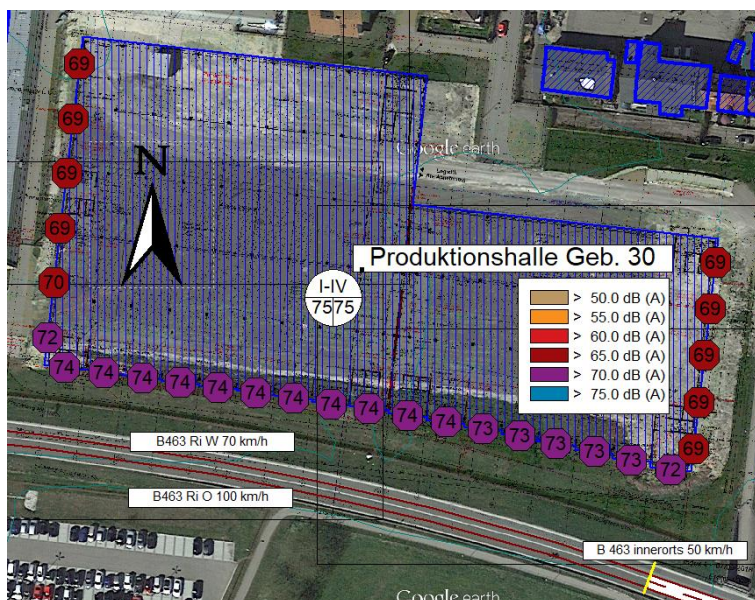 69
69
Google earth
69
N
69
Produktionshalle Geb. 30
69
I-IV
75 75
> 50.0 dB (A)
> 55.0 dB (A)
> 60.0 dB (A)
> 65.0 dB (A)
> 70.0 dB (A)
> 75.0 dB (A)
70
69
69
69
69
72
74
74
74
74
74
74
74
74
74
74
74
73
73
73
73
73
69
72
B463 Ri W 70 km/h
B463 Ri O 100 km/h
B 463 innerorts 50 km/h
Google earth